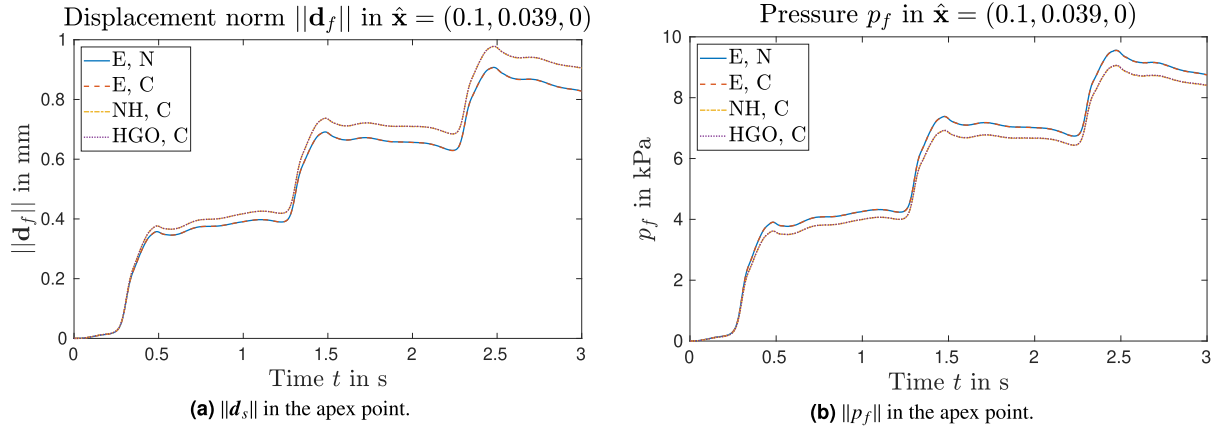 Displacement norm ||d_f|| in x̂ = (0.1, 0.039, 0)
1
0.8
0.6
0.4
0.2
0
||d_f|| in mm
E, N
E, C
NH, C
HGO, C
0 0.5 1 1.5 2 2.5 3
Time t in s
(a) ‖d_s‖ in the apex point.
Pressure p_f in x̂ = (0.1, 0.039, 0)
10
8
6
4
2
0
p_f in kPa
E, N
E, C
NH, C
HGO, C
0 0.5 1 1.5 2 2.5 3
Time t in s
(b) ‖p_f‖ in the apex point.